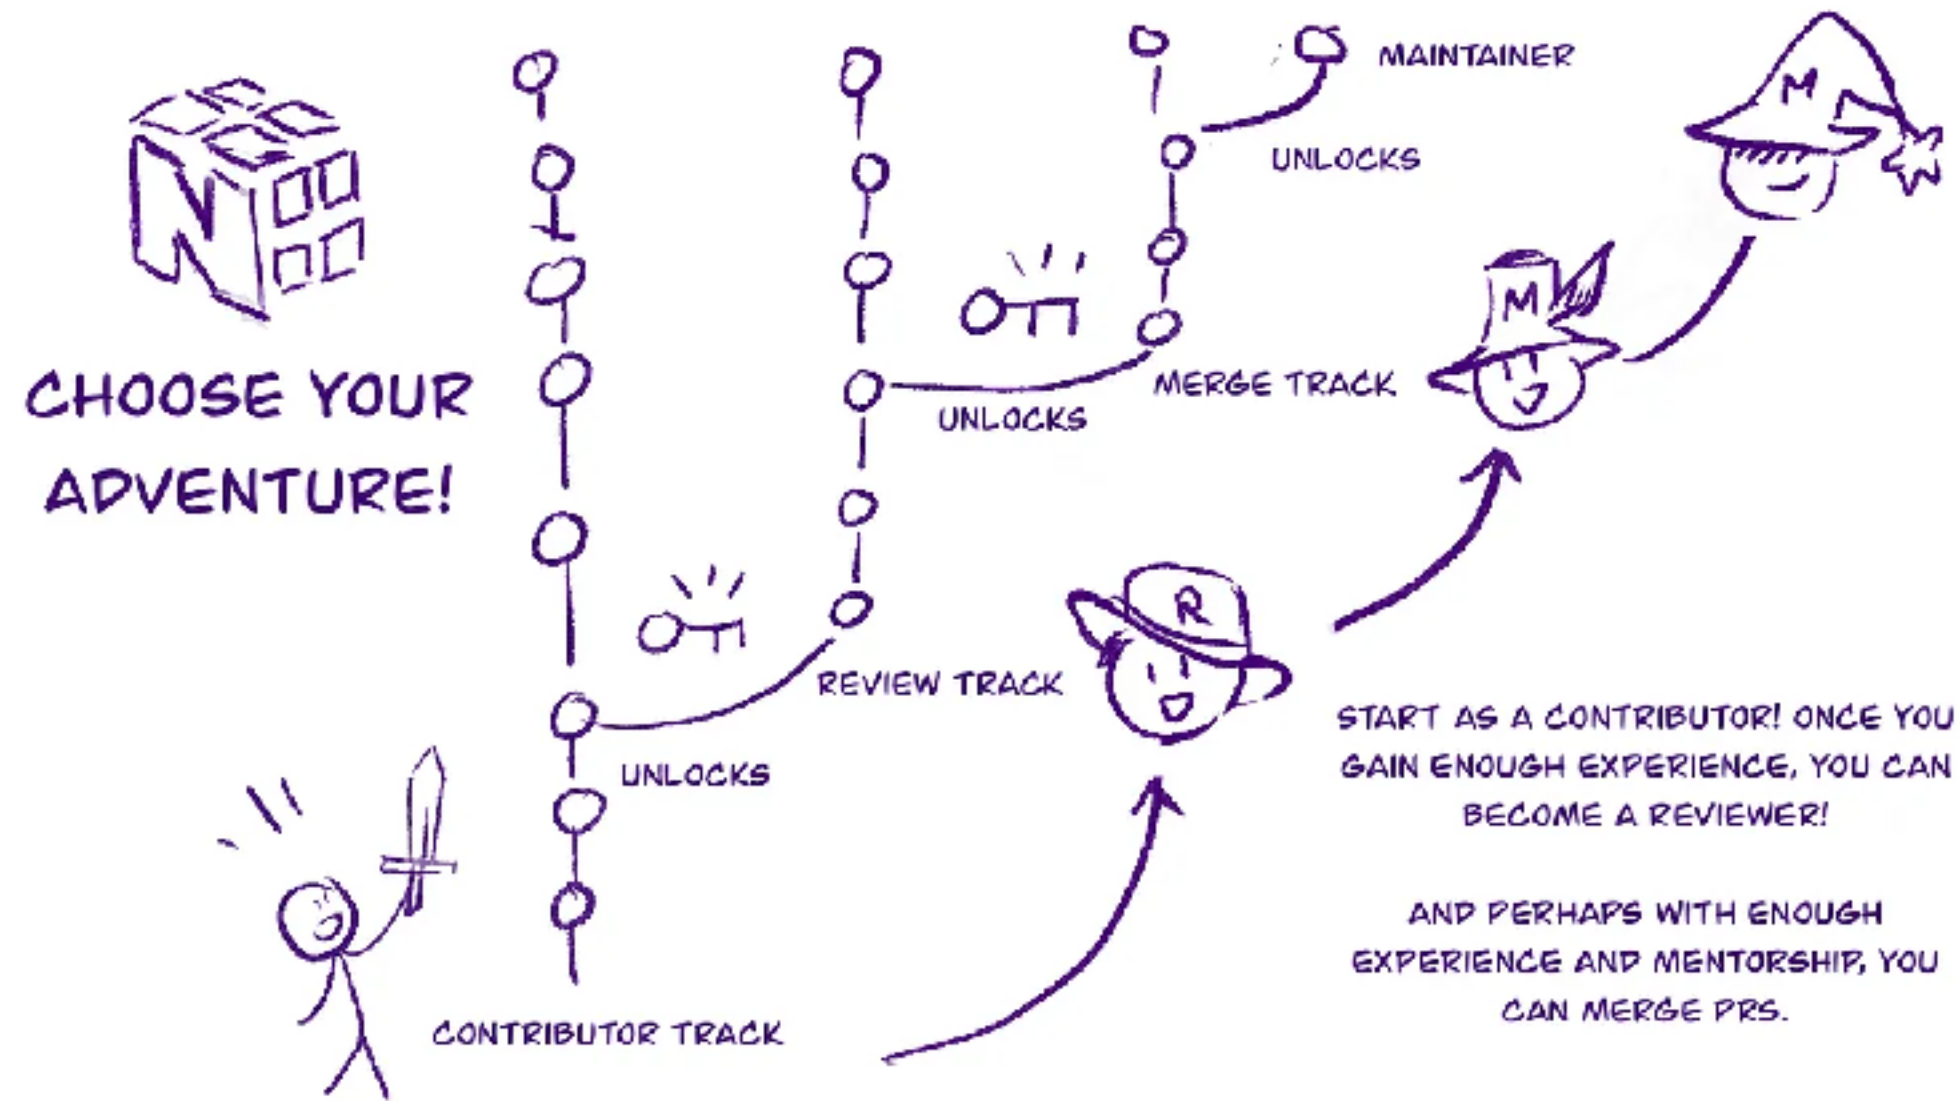 N
CHOOSE YOUR
ADVENTURE!
MAINTAINER
UNLOCKS
M
M
MERGE TRACK
UNLOCKS
R
REVIEW TRACK
UNLOCKS
CONTRIBUTOR TRACK
START AS A CONTRIBUTOR! ONCE YOU
GAIN ENOUGH EXPERIENCE, YOU CAN
BECOME A REVIEWER!
AND PERHAPS WITH ENOUGH
EXPERIENCE AND MENTORSHIP, YOU
CAN MERGE PRS.